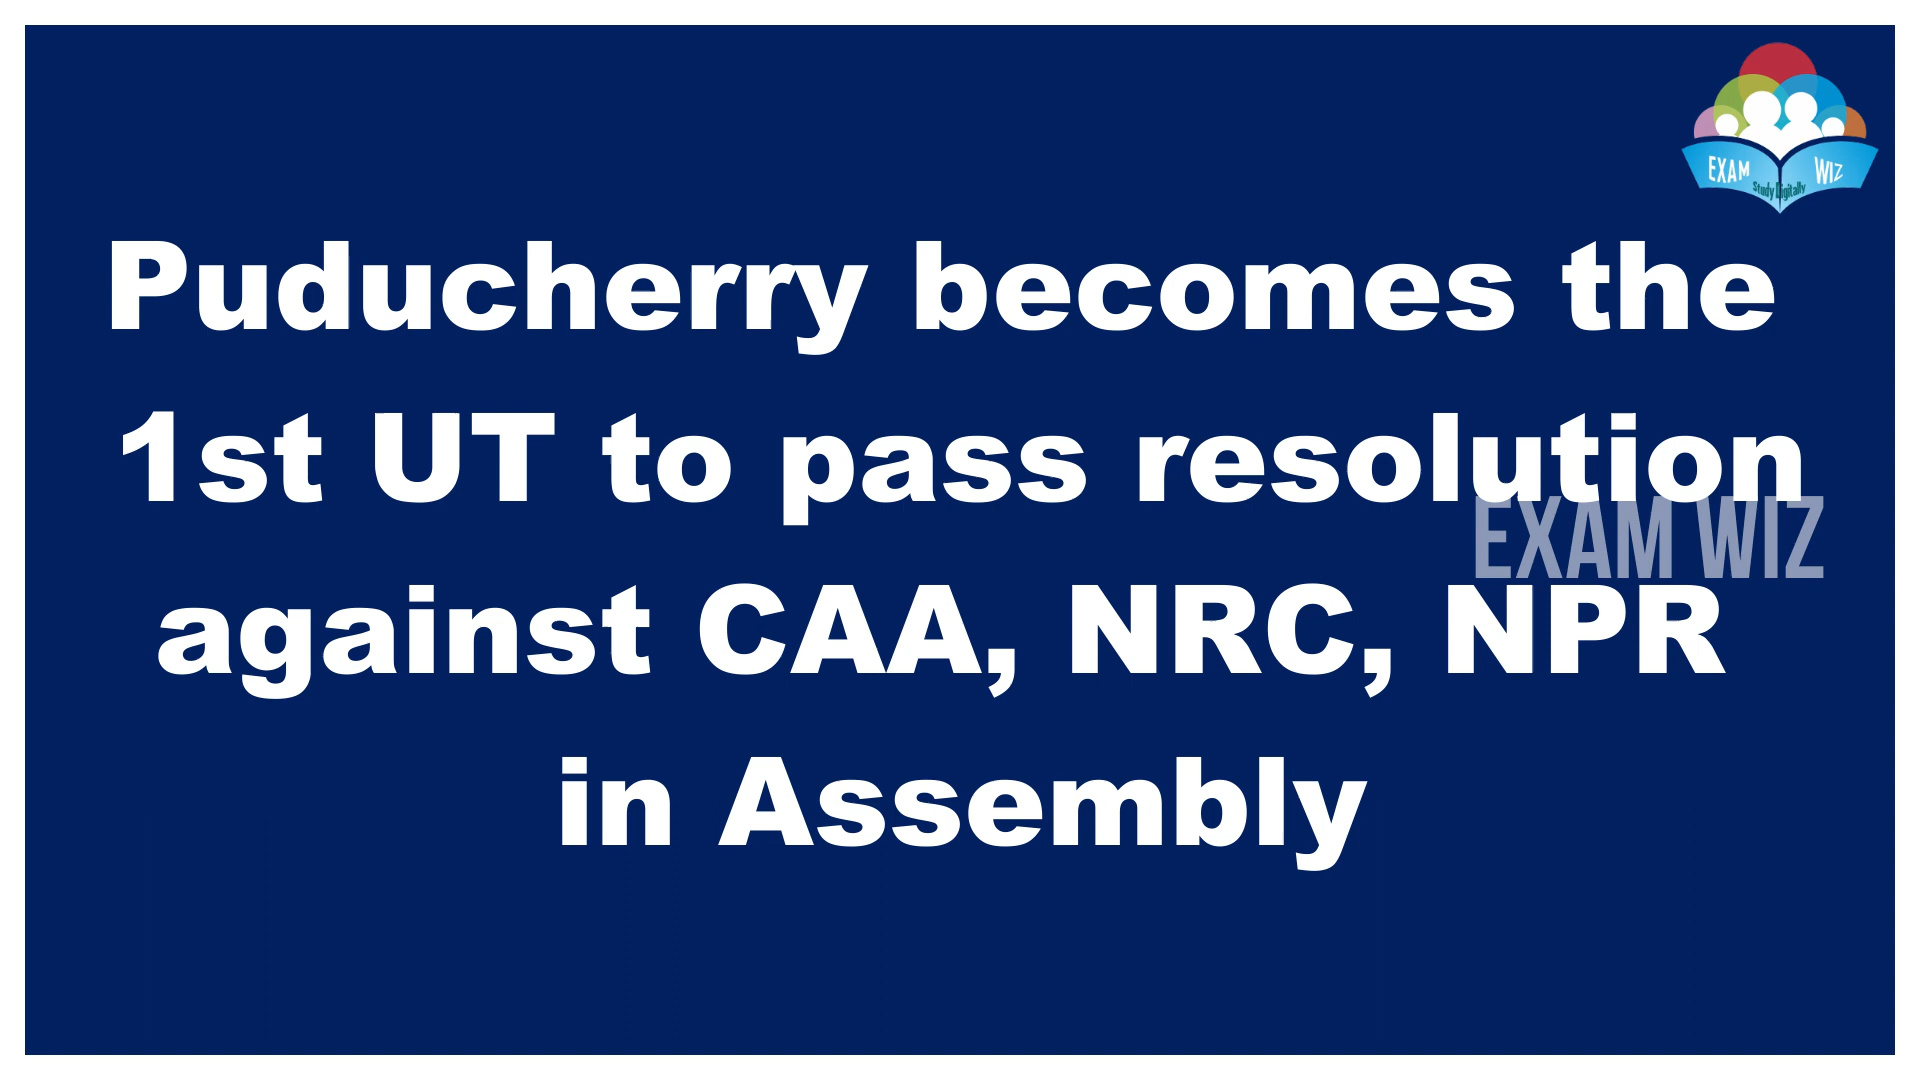 EXAM WIZ
Study Digitally
Puducherry becomes the
1st UT to pass resolution
EXAM WIZ
against CAA, NRC, NPR
in Assembly